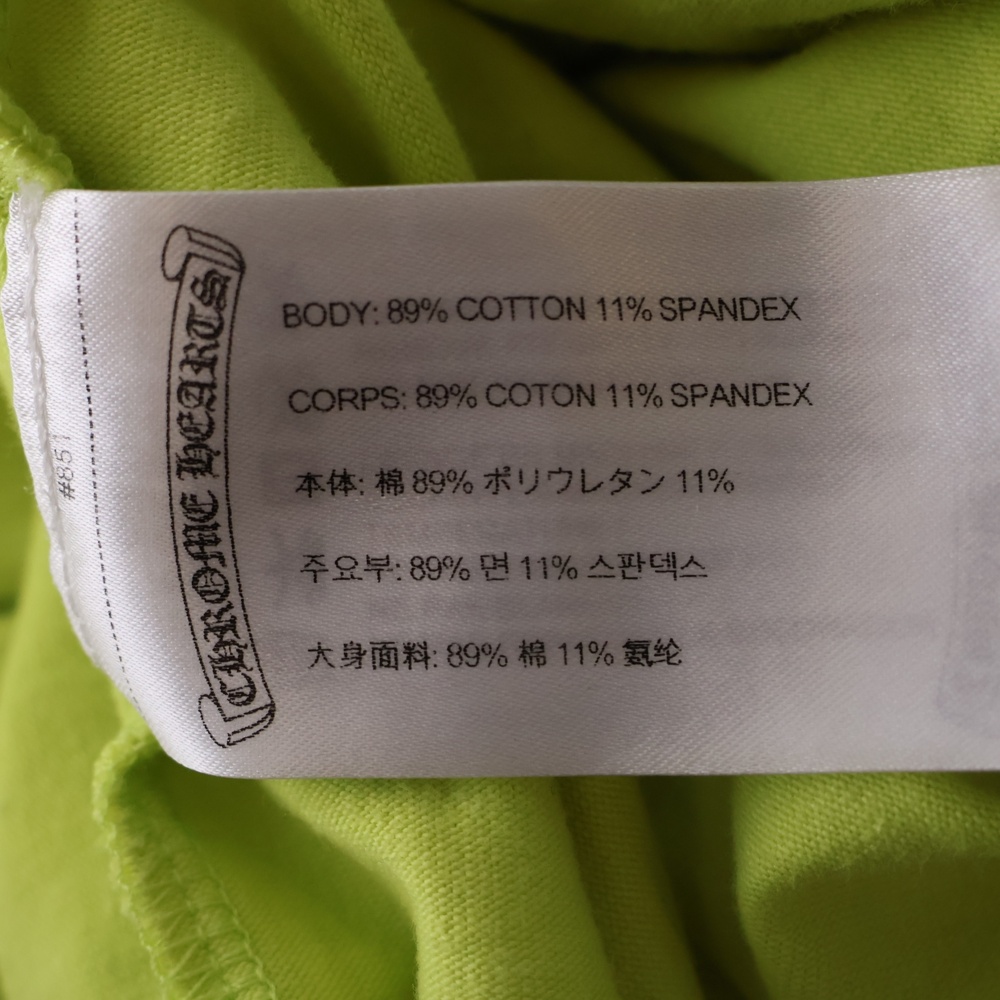 #851
CHROME HEARTS
BODY: 89% COTTON 11% SPANDEX
CORPS: 89% COTON 11% SPANDEX
本体: 棉 89% ポリウレタン 11%
주요부: 89% 면 11% 스판덱스
大身面料: 89% 棉 11% 氨纶